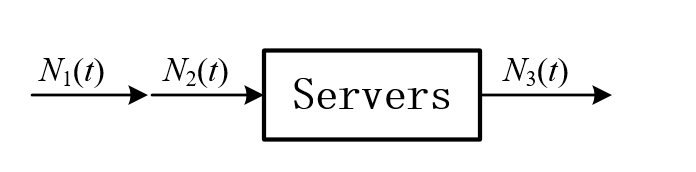 N₁(t) N₂(t) Servers N₃(t)